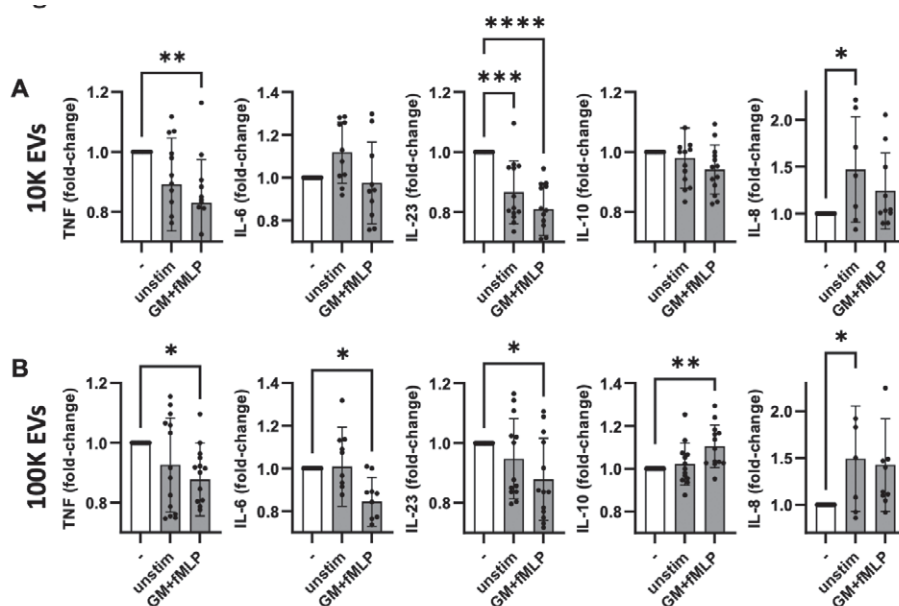 A
10K EVs
**
TNF (fold-change)
1.2
1.0
0.8
-
unstim
GM+fMLP
IL-6 (fold-change)
1.4
1.2
1.0
0.8
-
unstim
GM+fMLP
****
***
IL-23 (fold-change)
1.2
1.0
0.8
-
unstim
GM+fMLP
IL-10 (fold-change)
1.2
1.0
0.8
-
unstim
GM+fMLP
*
IL-8 (fold-change)
2.0
1.5
1.0
-
unstim
GM+fMLP
B
100K EVs
*
TNF (fold-change)
1.2
1.0
0.8
-
unstim
GM+fMLP
*
IL-6 (fold-change)
1.4
1.2
1.0
0.8
-
unstim
GM+fMLP
*
IL-23 (fold-change)
1.2
1.0
0.8
-
unstim
GM+fMLP
**
IL-10 (fold-change)
1.4
1.2
1.0
0.8
-
unstim
GM+fMLP
*
IL-8 (fold-change)
2.0
1.5
1.0
-
unstim
GM+fMLP